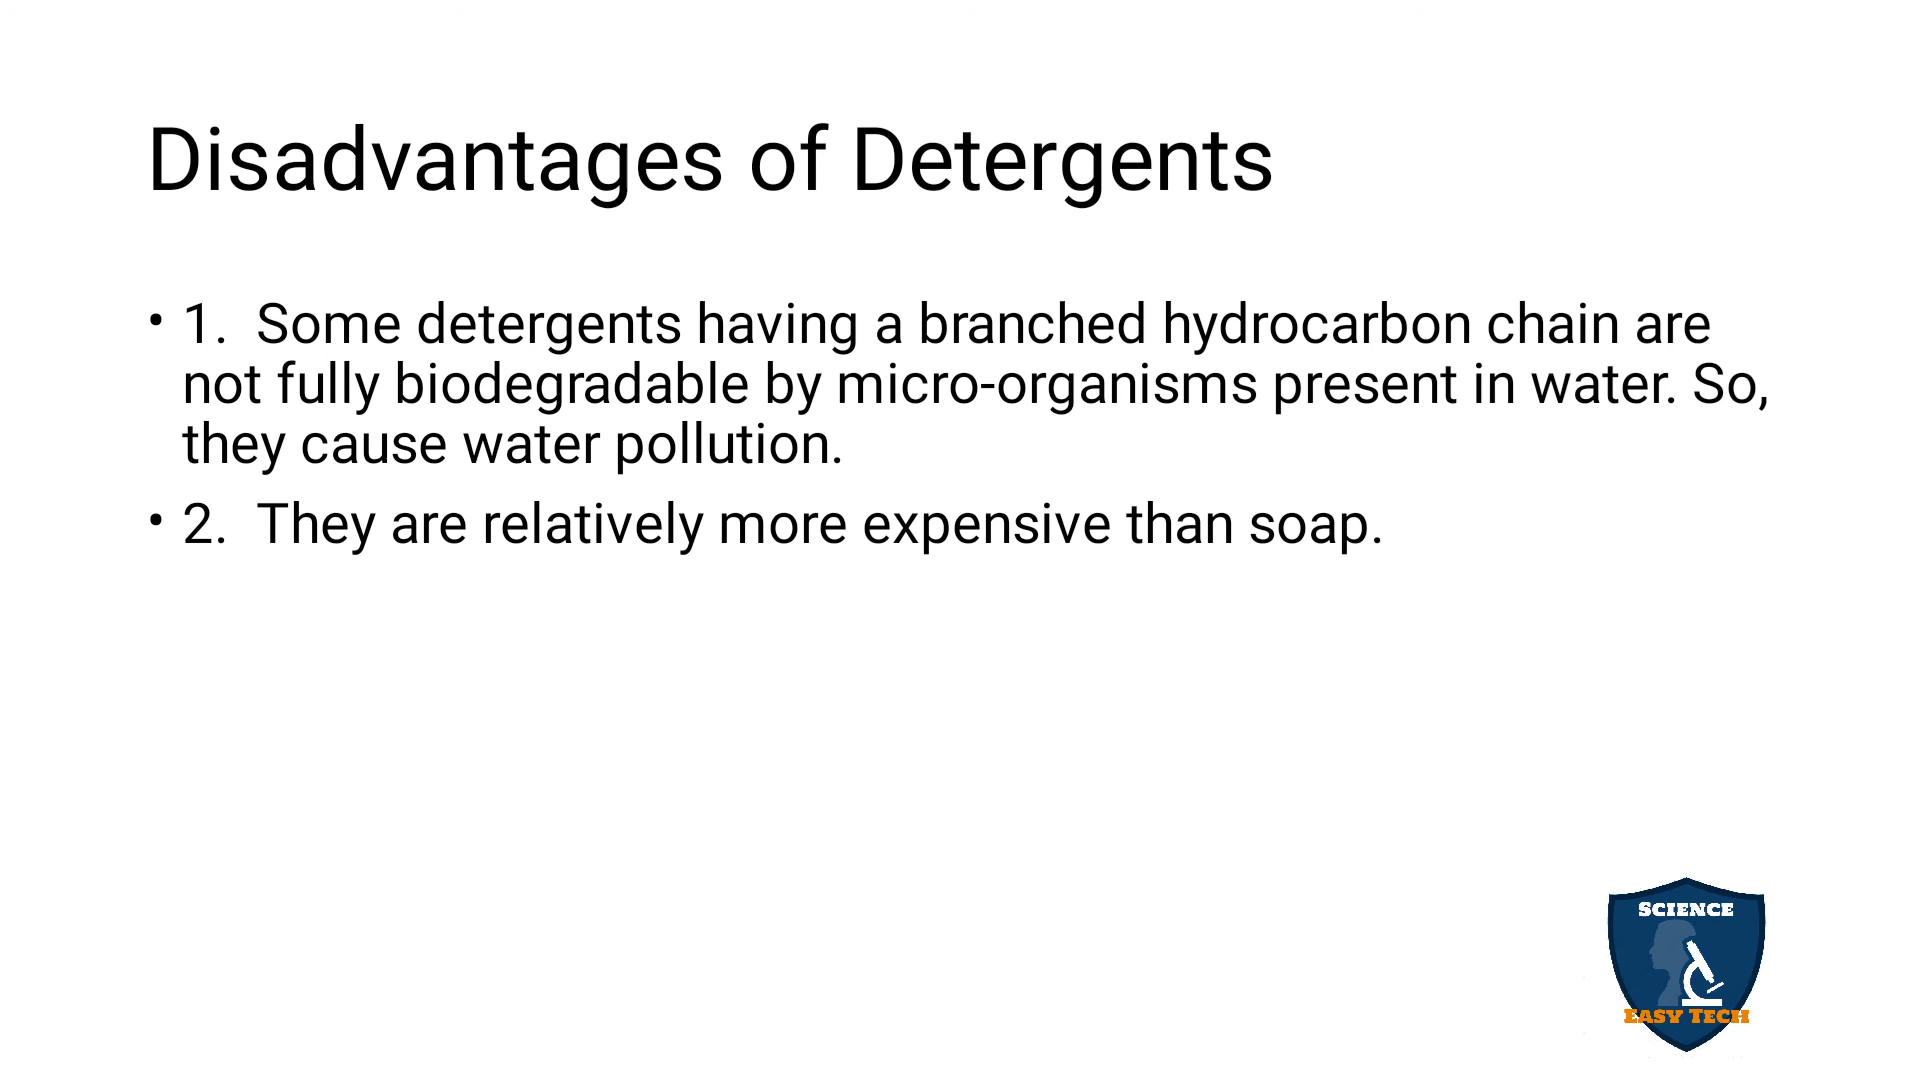 Disadvantages of Detergents
• 1.  Some detergents having a branched hydrocarbon chain are
not fully biodegradable by micro-organisms present in water. So,
they cause water pollution.
• 2.  They are relatively more expensive than soap.
SCIENCE
EASY TECH